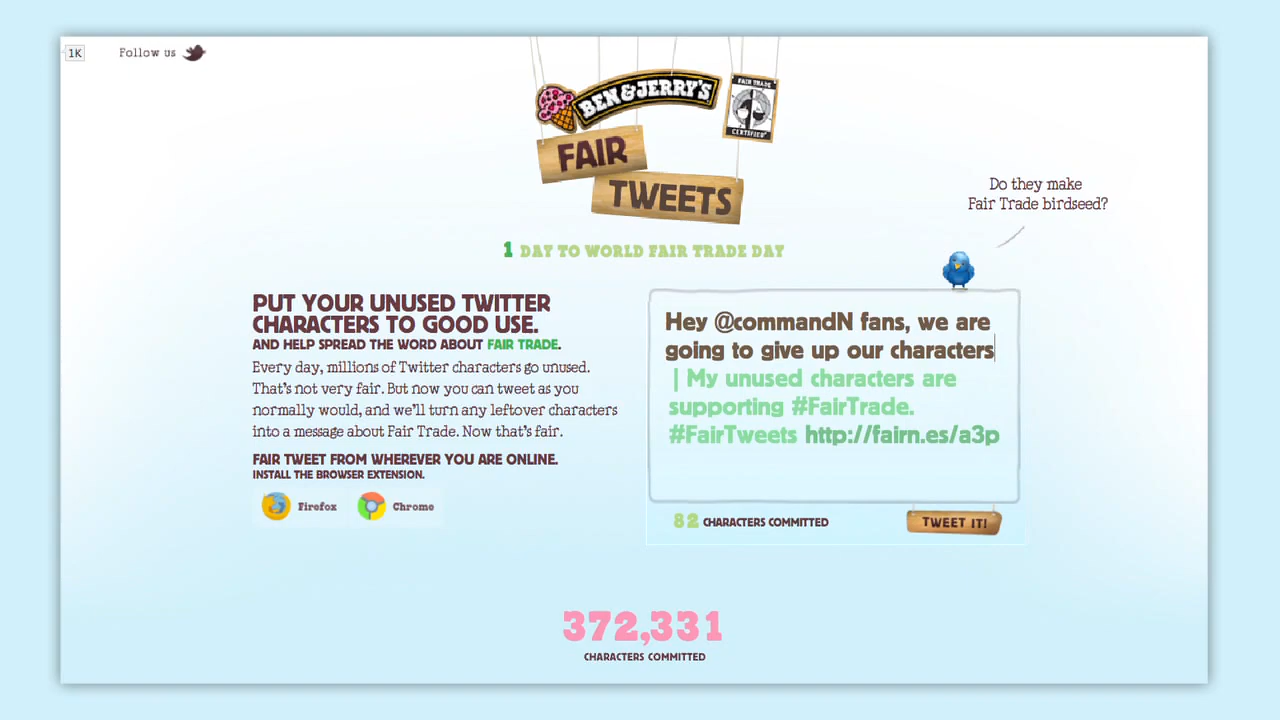 1K
Follow us
BEN & JERRY'S
FAIR TRADE
CERTIFIED
FAIR
TWEETS
Do they make
Fair Trade birdseed?
1 DAY TO WORLD FAIR TRADE DAY
PUT YOUR UNUSED TWITTER
CHARACTERS TO GOOD USE.
AND HELP SPREAD THE WORD ABOUT FAIR TRADE.
Every day, millions of Twitter characters go unused.
That's not very fair. But now you can tweet as you
normally would, and we'll turn any leftover characters
into a message about Fair Trade. Now that's fair.
FAIR TWEET FROM WHEREVER YOU ARE ONLINE.
INSTALL THE BROWSER EXTENSION.
Firefox
Chrome
Hey @commandN fans, we are
going to give up our characters
| My unused characters are
supporting #FairTrade.
#FairTweets http://fairn.es/a3p
82 CHARACTERS COMMITTED
TWEET IT!
372,331
CHARACTERS COMMITTED